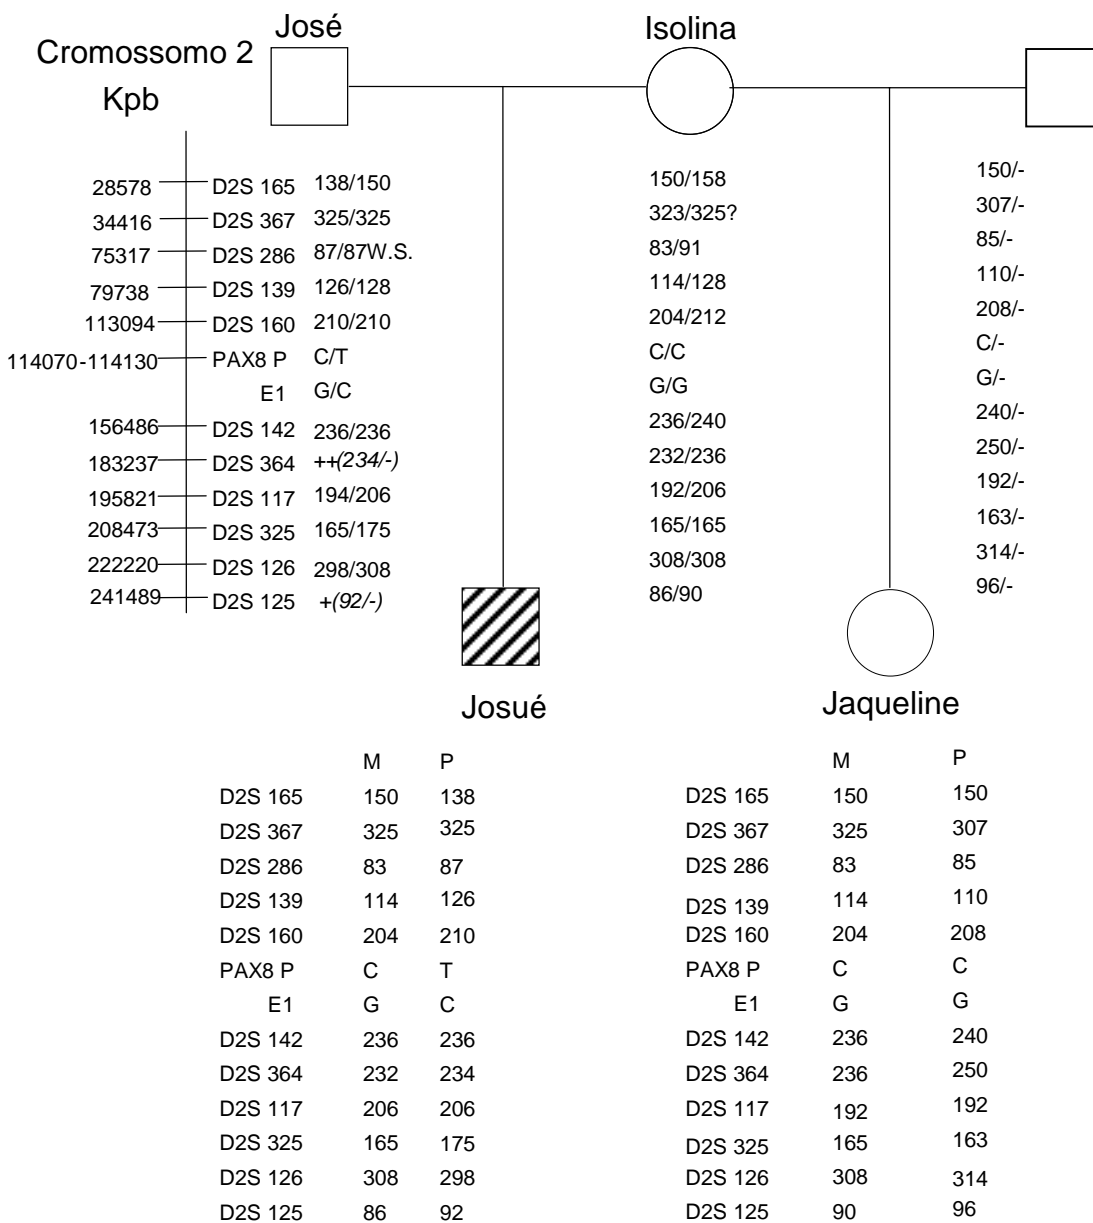 José Isolina
Cromossomo 2
Kpb
28578 D2S 165 138/150 150/158 150/-
34416 D2S 367 325/325 323/325? 307/-
75317 D2S 286 87/87W.S. 83/91 85/-
79738 D2S 139 126/128 114/128 110/-
113094 D2S 160 210/210 204/212 208/-
114070-114130 PAX8 P C/T C/C C/-
E1 G/C G/G G/-
156486 D2S 142 236/236 236/240 240/-
183237 D2S 364 ++(234/-) 232/236 250/-
195821 D2S 117 194/206 192/206 192/-
208473 D2S 325 165/175 165/165 163/-
222220 D2S 126 298/308 308/308 314/-
241489 D2S 125 +(92/-) 86/90 96/-
Josué Jaqueline
M P M P
D2S 165 150 138 D2S 165 150 150
D2S 367 325 325 D2S 367 325 307
D2S 286 83 87 D2S 286 83 85
D2S 139 114 126 D2S 139 114 110
D2S 160 204 210 D2S 160 204 208
PAX8 P C T PAX8 P C C
E1 G C E1 G G
D2S 142 236 236 D2S 142 236 240
D2S 364 232 234 D2S 364 236 250
D2S 117 206 206 D2S 117 192 192
D2S 325 165 175 D2S 325 165 163
D2S 126 308 298 D2S 126 308 314
D2S 125 86 92 D2S 125 90 96